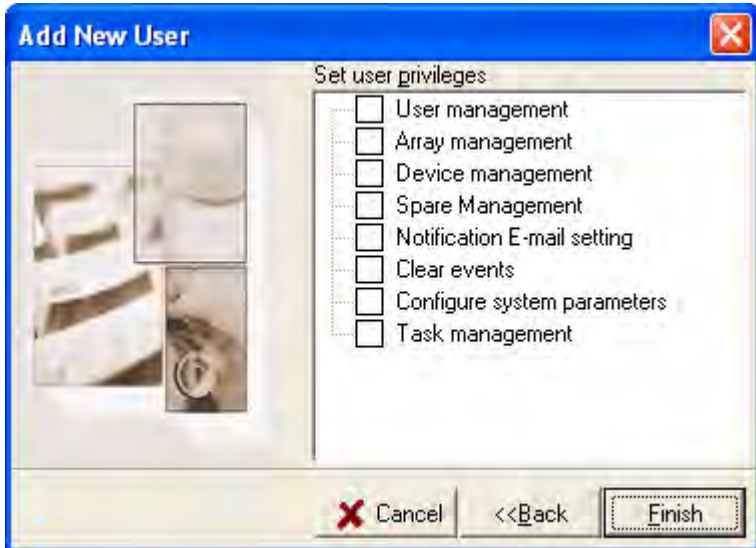 Add New User
Set user privileges
User management
Array management
Device management
Spare Management
Notification E-mail setting
Clear events
Configure system parameters
Task management
Cancel
<<Back
Finish